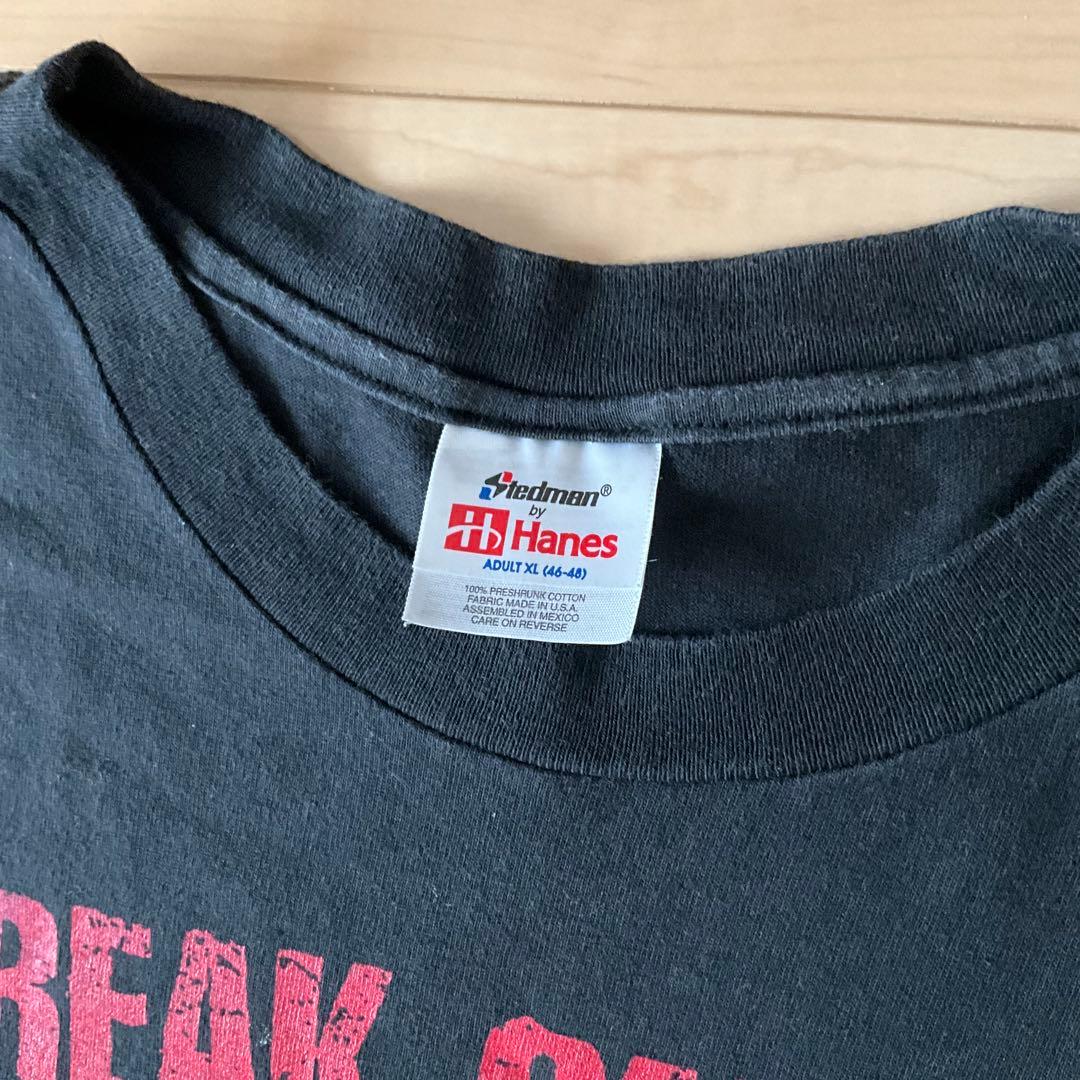 Stedman®
by
Hanes
ADULT XL (46-48)
100% PRESHRUNK COTTON
FABRIC MADE IN U.S.A.
ASSEMBLED IN MEXICO
CARE ON REVERSE
REAK